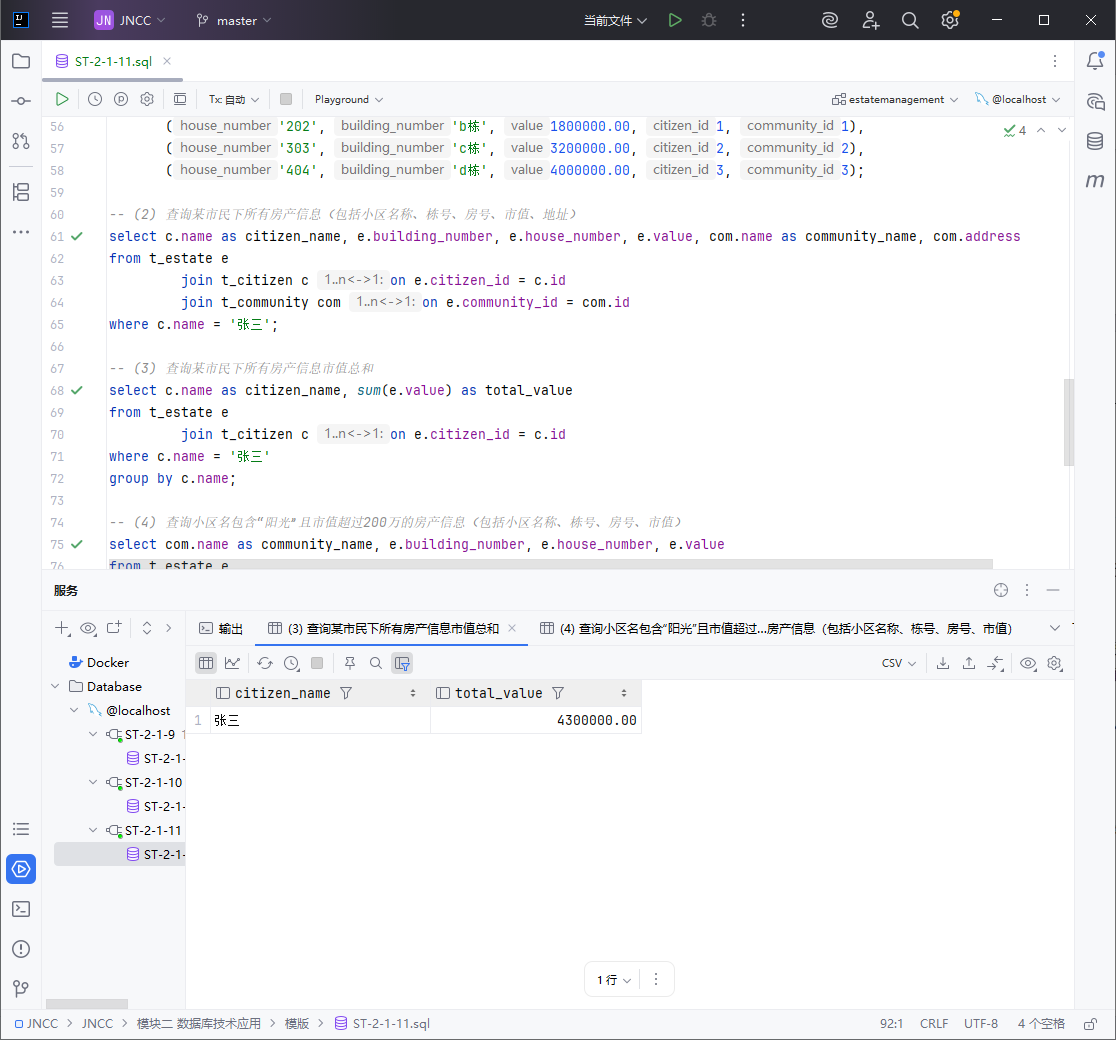 JN JNCC master 当前文件
ST-2-1-11.sql
Tx: 自动 Playground estatemanagement @localhost
56 ( house_number '202', building_number 'b栋', value 1800000.00, citizen_id 1, community_id 1),
4
57 ( house_number '303', building_number 'c栋', value 3200000.00, citizen_id 2, community_id 2),
58 ( house_number '404', building_number 'd栋', value 4000000.00, citizen_id 3, community_id 3);
59
60 -- (2) 查询某市民下所有房产信息（包括小区名称、栋号、房号、市值、地址）
61 select c.name as citizen_name, e.building_number, e.house_number, e.value, com.name as community_name, com.address
62 from t_estate e
63 join t_citizen c 1..n<->1: on e.citizen_id = c.id
64 join t_community com 1..n<->1: on e.community_id = com.id
65 where c.name = '张三';
66
67 -- (3) 查询某市民下所有房产信息市值总和
68 select c.name as citizen_name, sum(e.value) as total_value
69 from t_estate e
70 join t_citizen c 1..n<->1: on e.citizen_id = c.id
71 where c.name = '张三'
72 group by c.name;
73
74 -- (4) 查询小区名包含“阳光”且市值超过200万的房产信息（包括小区名称、栋号、房号、市值）
75 select com.name as community_name, e.building_number, e.house_number, e.value
76 from t_estate e
服务
输出 (3) 查询某市民下所有房产信息市值总和 (4) 查询小区名包含“阳光”且市值超过...房产信息（包括小区名称、栋号、房号、市值）
Docker
CSV
Database
@localhost
citizen_name total_value
1 张三 4300000.00
ST-2-1-9 1
ST-2-1-
ST-2-1-10
ST-2-1-
ST-2-1-11
ST-2-1-
m
1 行
JNCC > JNCC > 模块二 数据库技术应用 > 模版 > ST-2-1-11.sql 92:1 CRLF UTF-8 4 个空格